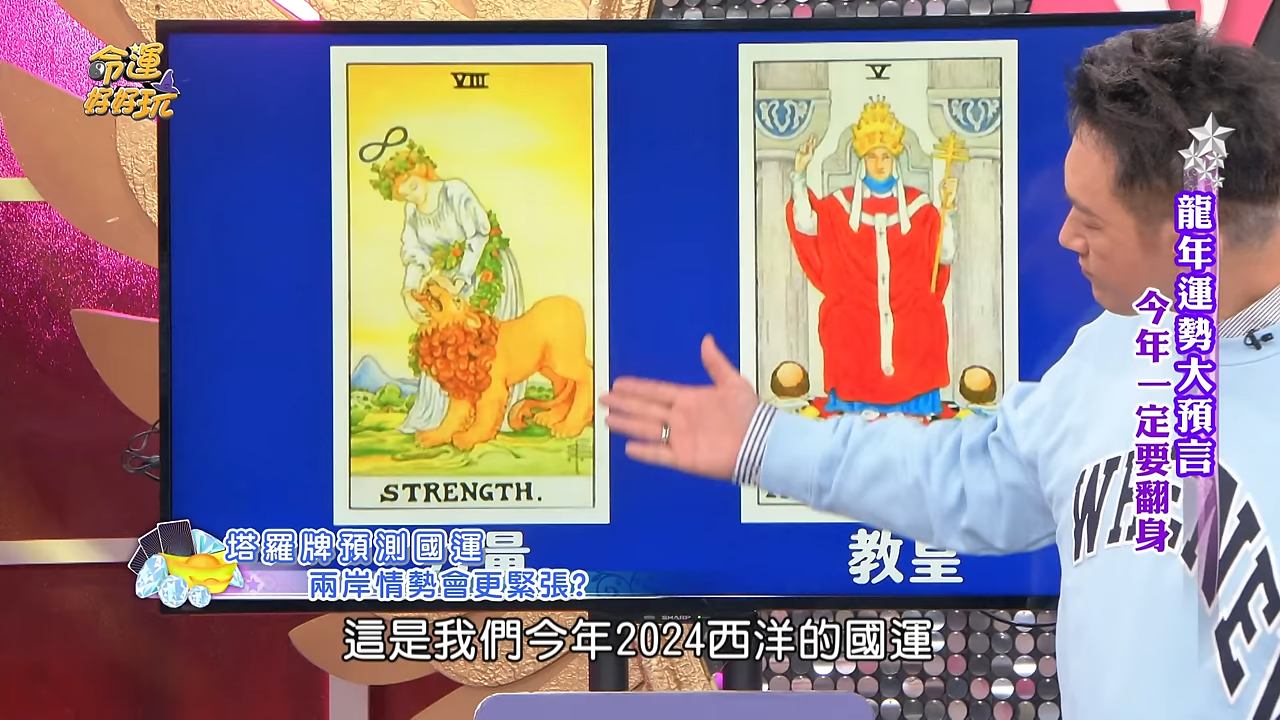 命運
好好玩
VIII
STRENGTH.
V
教皇
龍年運勢大預言
今年一定要翻身
塔羅牌預測國運
兩岸情勢會更緊張?
這是我們今年2024西洋的國運
SHARP